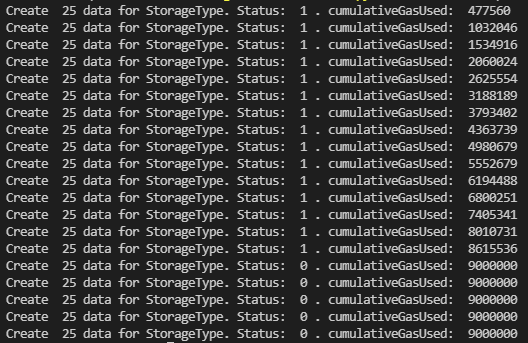 Create  25 data for StorageType. Status:  1 . cumulativeGasUsed:  477560
Create  25 data for StorageType. Status:  1 . cumulativeGasUsed:  1032046
Create  25 data for StorageType. Status:  1 . cumulativeGasUsed:  1534916
Create  25 data for StorageType. Status:  1 . cumulativeGasUsed:  2060024
Create  25 data for StorageType. Status:  1 . cumulativeGasUsed:  2625554
Create  25 data for StorageType. Status:  1 . cumulativeGasUsed:  3188189
Create  25 data for StorageType. Status:  1 . cumulativeGasUsed:  3793402
Create  25 data for StorageType. Status:  1 . cumulativeGasUsed:  4363739
Create  25 data for StorageType. Status:  1 . cumulativeGasUsed:  4980679
Create  25 data for StorageType. Status:  1 . cumulativeGasUsed:  5552679
Create  25 data for StorageType. Status:  1 . cumulativeGasUsed:  6194488
Create  25 data for StorageType. Status:  1 . cumulativeGasUsed:  6800251
Create  25 data for StorageType. Status:  1 . cumulativeGasUsed:  7405341
Create  25 data for StorageType. Status:  1 . cumulativeGasUsed:  8010731
Create  25 data for StorageType. Status:  1 . cumulativeGasUsed:  8615536
Create  25 data for StorageType. Status:  0 . cumulativeGasUsed:  9000000
Create  25 data for StorageType. Status:  0 . cumulativeGasUsed:  9000000
Create  25 data for StorageType. Status:  0 . cumulativeGasUsed:  9000000
Create  25 data for StorageType. Status:  0 . cumulativeGasUsed:  9000000
Create  25 data for StorageType. Status:  0 . cumulativeGasUsed:  9000000